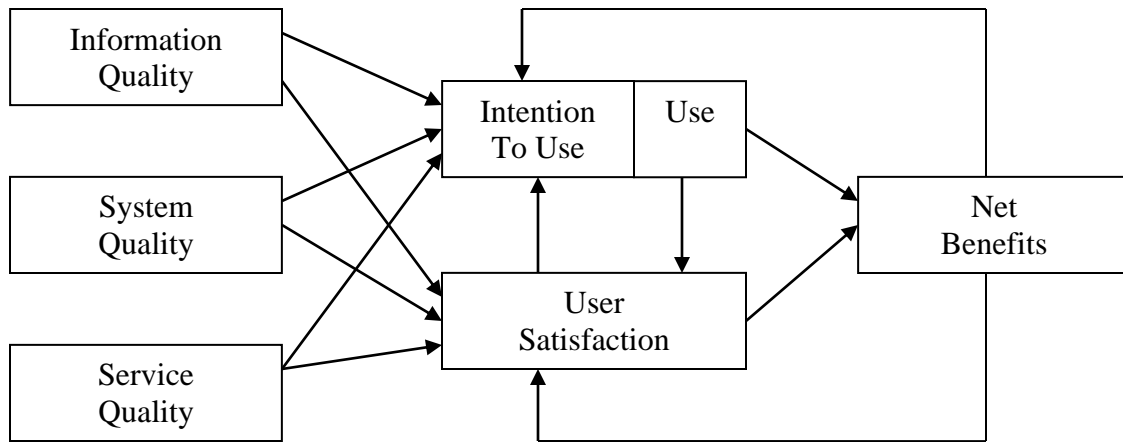 Information
Quality
Intention
To Use
Use
System
Quality
Net
Benefits
User
Satisfaction
Service
Quality